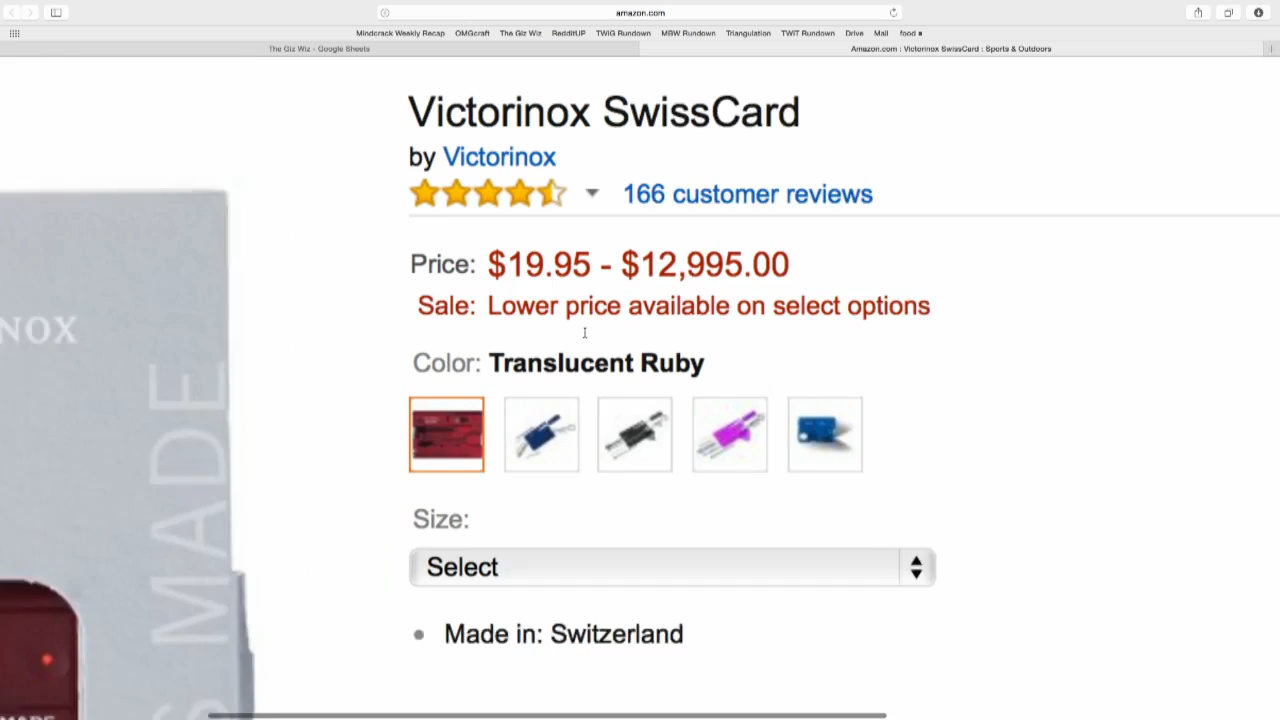 amazon.com
Mindcrack Weekly Recap OMGcraft The Giz Wiz RedditUP TWiG Rundown MBW Rundown Triangulation TWiT Rundown Drive Mail food
The Giz Wiz - Google Sheets
Amazon.com : Victorinox SwissCard : Sports & Outdoors
Victorinox SwissCard
by Victorinox
166 customer reviews
Price: $19.95 - $12,995.00
Sale: Lower price available on select options
NOX
Color: Translucent Ruby
MADE
Size:
Select
Made in: Switzerland
S
MADE